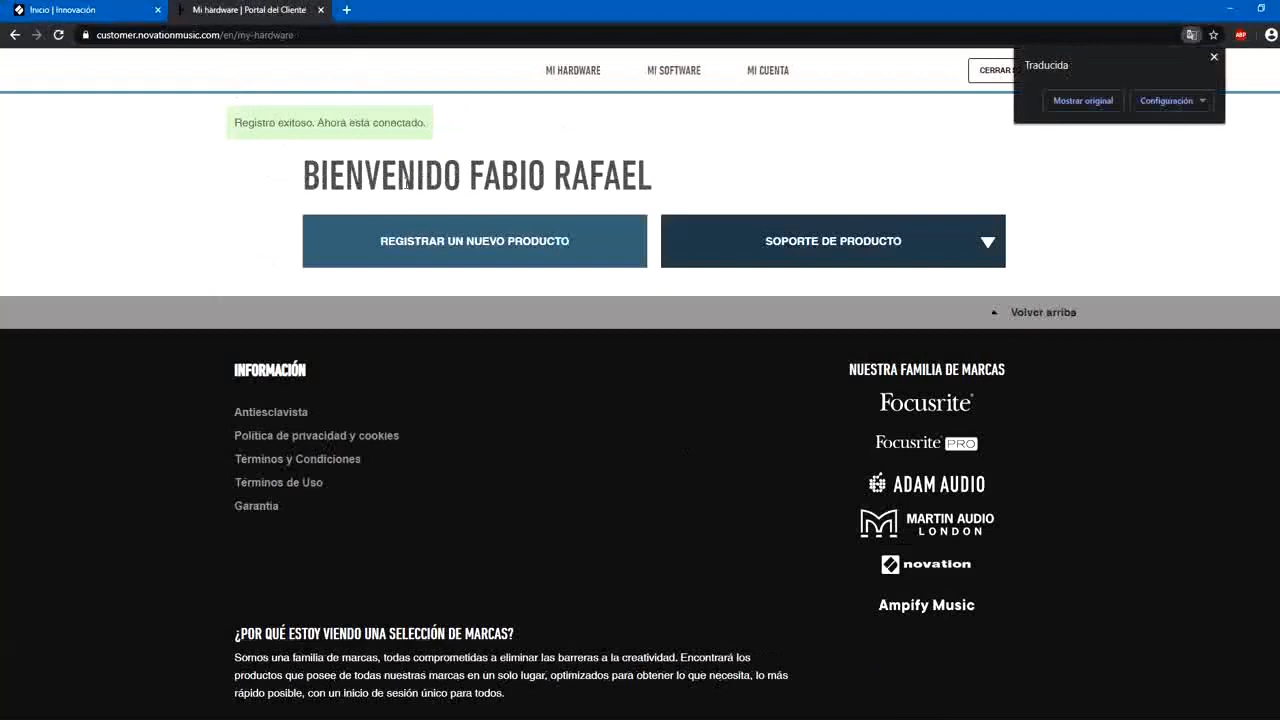 Inicio | Innovación
Mi hardware | Portal del Cliente
customer.novationmusic.com/en/my-hardware
ABP
MI HARDWARE
MI SOFTWARE
MI CUENTA
CERRAR
Traducida
Mostrar original
Configuración
Registro exitoso. Ahora está conectado.
BIENVENIDO FABIO RAFAEL
REGISTRAR UN NUEVO PRODUCTO
SOPORTE DE PRODUCTO
Volver arriba
INFORMACIÓN
Antiesclavista
Política de privacidad y cookies
Términos y Condiciones
Términos de Uso
Garantía
NUESTRA FAMILIA DE MARCAS
Focusrite
Focusrite PRO
ADAM AUDIO
MARTIN AUDIO
LONDON
novation
Ampify Music
¿POR QUÉ ESTOY VIENDO UNA SELECCIÓN DE MARCAS?
Somos una familia de marcas, todas comprometidas a eliminar las barreras a la creatividad. Encontrará los
productos que posee de todas nuestras marcas en un solo lugar, optimizados para obtener lo que necesita, lo más
rápido posible, con un inicio de sesión único para todos.